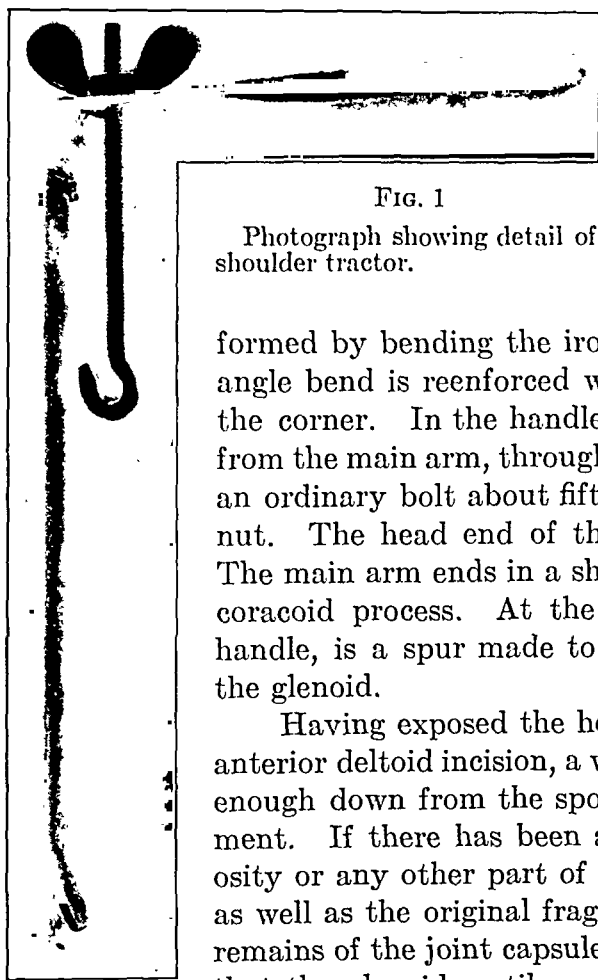 FIG. 1
Photograph showing detail of
shoulder tractor.
formed by bending the iro
angle bend is reenforced w
the corner. In the handle
from the main arm, through
an ordinary bolt about fift
nut. The head end of th
The main arm ends in a sh
coracoid process. At the
handle, is a spur made to
the glenoid.
Having exposed the he
anterior deltoid incision, a v
enough down from the spo
ment. If there has been a
osity or any other part of
as well as the original frag
remains of the joint capsule